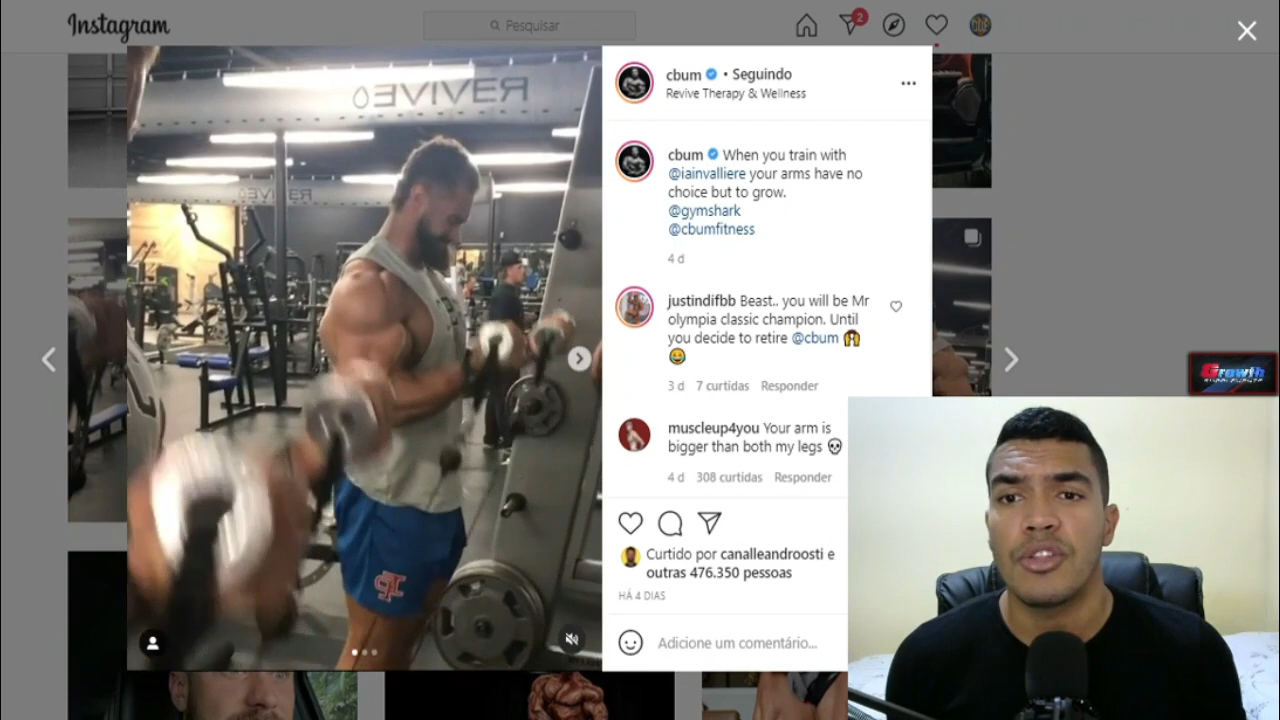 Instagram
Pesquisar
2
REVIVE
REVIVE
cbum • Seguindo
Revive Therapy & Wellness
cbum When you train with
@iainvalliere your arms have no
choice but to grow.
@gymshark
@cbumfitness
4 d
justindifbb Beast.. you will be Mr
olympia classic champion. Until
you decide to retire @cbum
3 d 7 curtidas Responder
muscleup4you Your arm is
bigger than both my legs
4 d 308 curtidas Responder
Curtido por canalleandroosti e
outras 476.350 pessoas
HÁ 4 DIAS
Adicione um comentário...
Growth